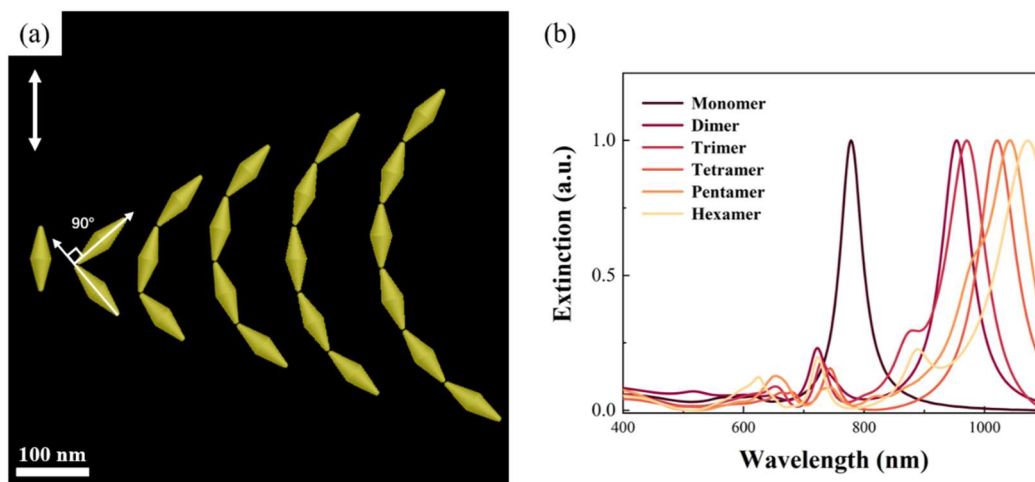 (a)
90°
100 nm
(b)
Monomer
Dimer
Trimer
Tetramer
Pentamer
Hexamer
Extinction (a.u.)
1.0
0.5
0.0
400 600 800 1000
Wavelength (nm)